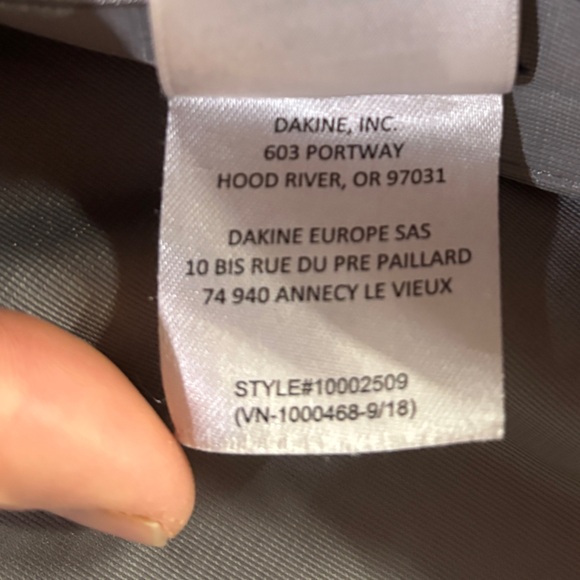 DAKINE, INC.
603 PORTWAY
HOOD RIVER, OR 97031
DAKINE EUROPE SAS
10 BIS RUE DU PRE PAILLARD
74 940 ANNECY LE VIEUX
STYLE#10002509
(VN-1000468-9/18)